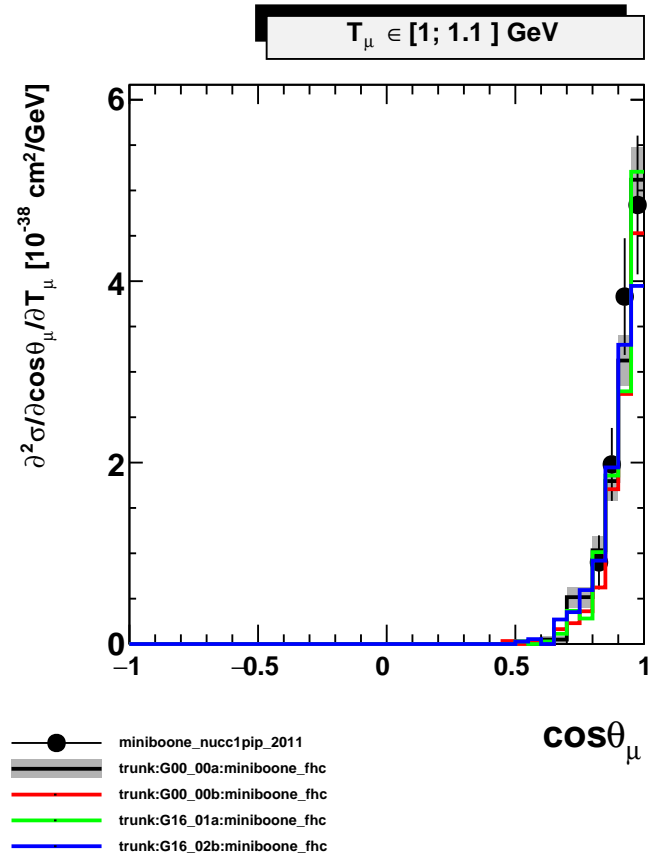 T_μ ∈ [1; 1.1 ] GeV
∂²σ/∂cosθ_μ/∂T_μ [10⁻³⁸ cm²/GeV]
6
4
2
0
−1 −0.5 0 0.5 1
cosθ_μ
miniboone_nucc1pip_2011
trunk:G00_00a:miniboone_fhc
trunk:G00_00b:miniboone_fhc
trunk:G16_01a:miniboone_fhc
trunk:G16_02b:miniboone_fhc